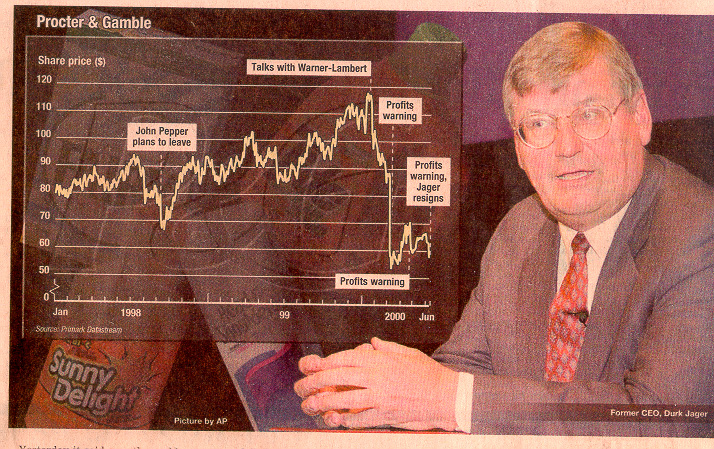 Procter & Gamble
Share price ($)
120
110
100
90
80
70
60
50
0
Jan
1998
99
2000
Jun
Talks with Warner-Lambert
John Pepper
plans to leave
Profits
warning
Profits
warning,
Jager
resigns
Profits warning
Source: Primark Datastream
Sunny
Delight
Picture by AP
Former CEO, Durk Jager